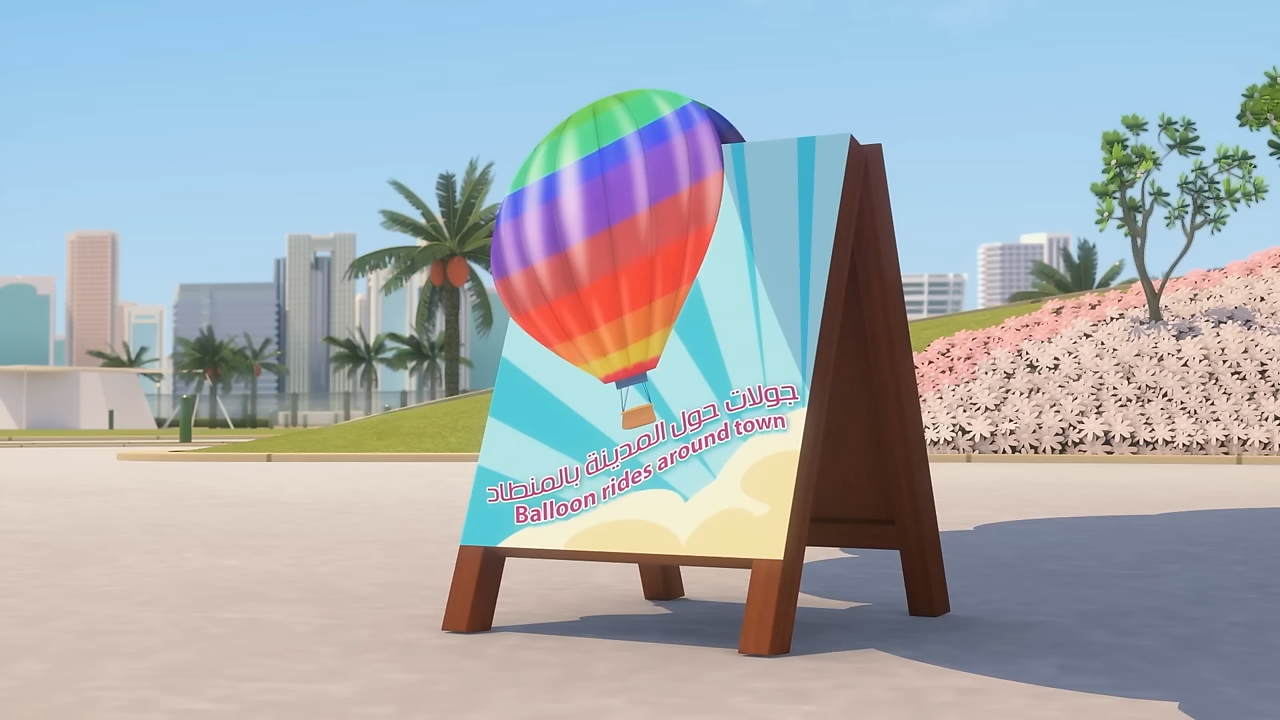 جولات حول المدينة بالمنطاد
Balloon rides around town